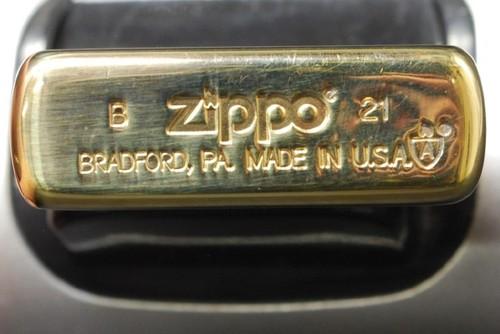 B Zippo® 21
BRADFORD, PA. MADE IN U.S.A. A